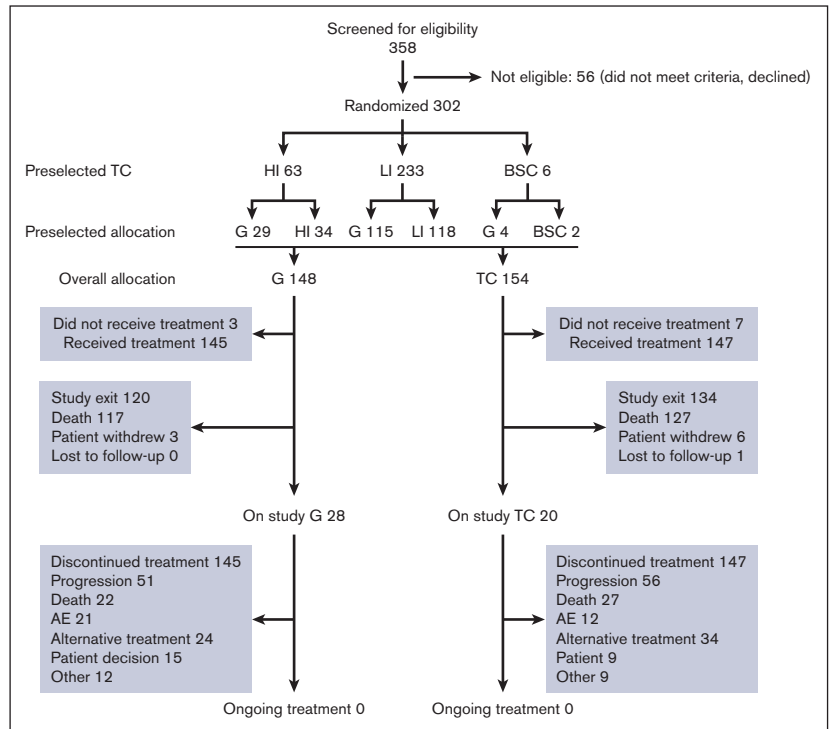 Screened for eligibility
358
Not eligible: 56 (did not meet criteria, declined)
Randomized 302
Preselected TC HI 63 LI 233 BSC 6
Preselected allocation G 29 HI 34 G 115 LI 118 G 4 BSC 2
Overall allocation G 148 TC 154
Did not receive treatment 3
Received treatment 145
Did not receive treatment 7
Received treatment 147
Study exit 120
Death 117
Patient withdrew 3
Lost to follow-up 0
Study exit 134
Death 127
Patient withdrew 6
Lost to follow-up 1
On study G 28 On study TC 20
Discontinued treatment 145
Progression 51
Death 22
AE 21
Alternative treatment 24
Patient decision 15
Other 12
Discontinued treatment 147
Progression 56
Death 27
AE 12
Alternative treatment 34
Patient 9
Other 9
Ongoing treatment 0 Ongoing treatment 0